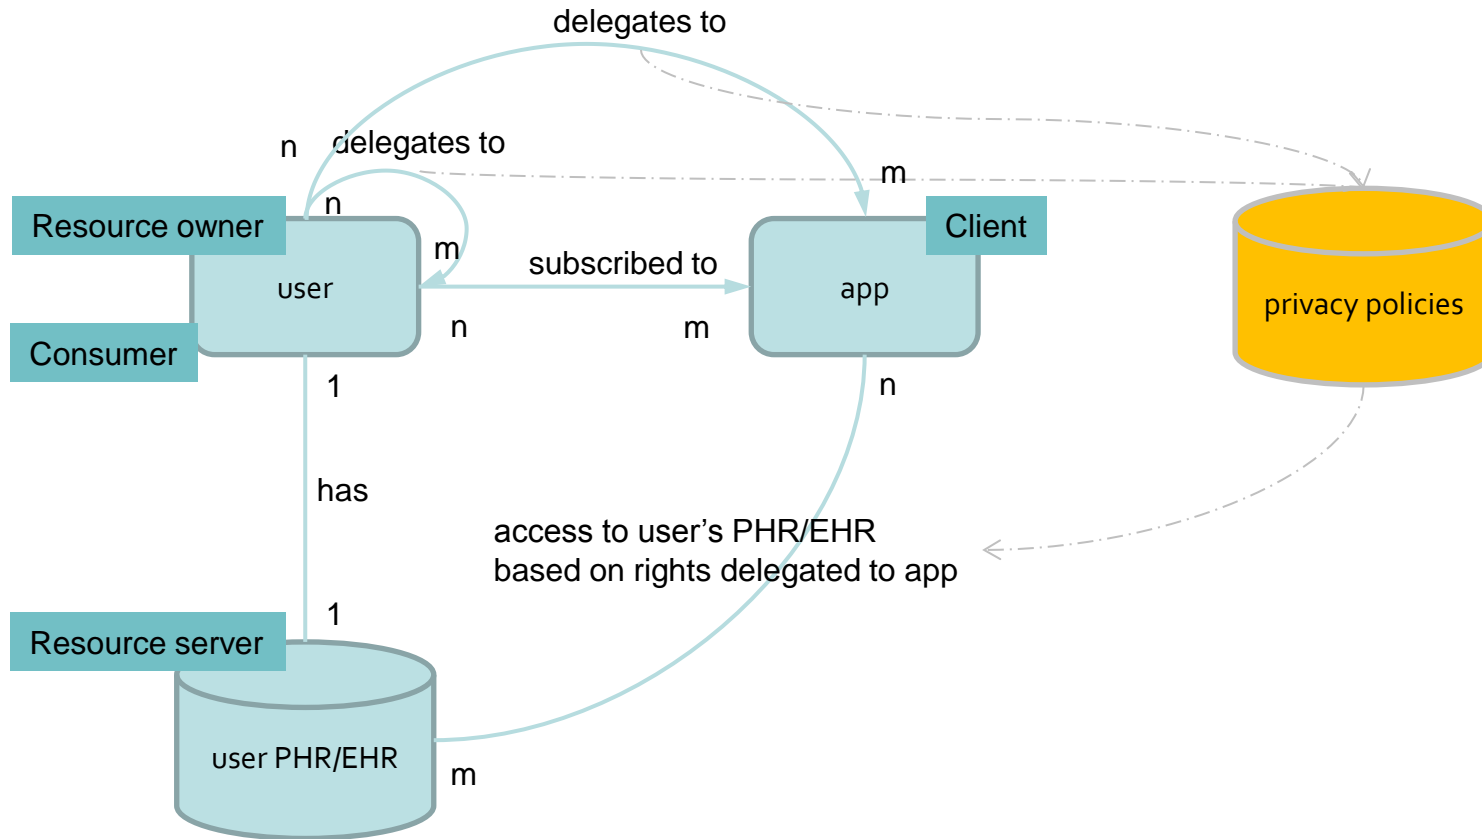 delegates to
n
delegates to
m
n
Resource owner
Client
m
subscribed to
user
app
privacy policies
n
m
Consumer
1
n
has
access to user’s PHR/EHR
based on rights delegated to app
1
Resource server
user PHR/EHR
m